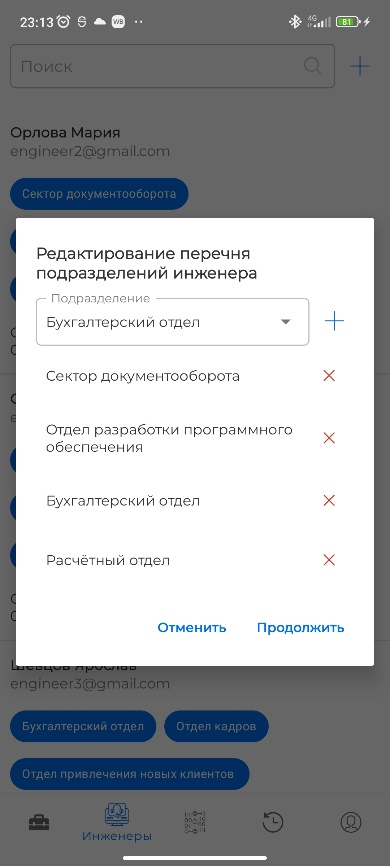 23:13
WB
4G
81
Поиск
Орлова Мария
engineer2@gmail.com
Сектор документооборота
Редактирование перечня
подразделений инженера
Подразделение
Бухгалтерский отдел
Сектор документооборота
Отдел разработки программного
обеспечения
Бухгалтерский отдел
Расчётный отдел
Отменить
Продолжить
Шевцов Ярослав
engineer3@gmail.com
Бухгалтерский отдел
Отдел кадров
Отдел привлечения новых клиентов
Инженеры